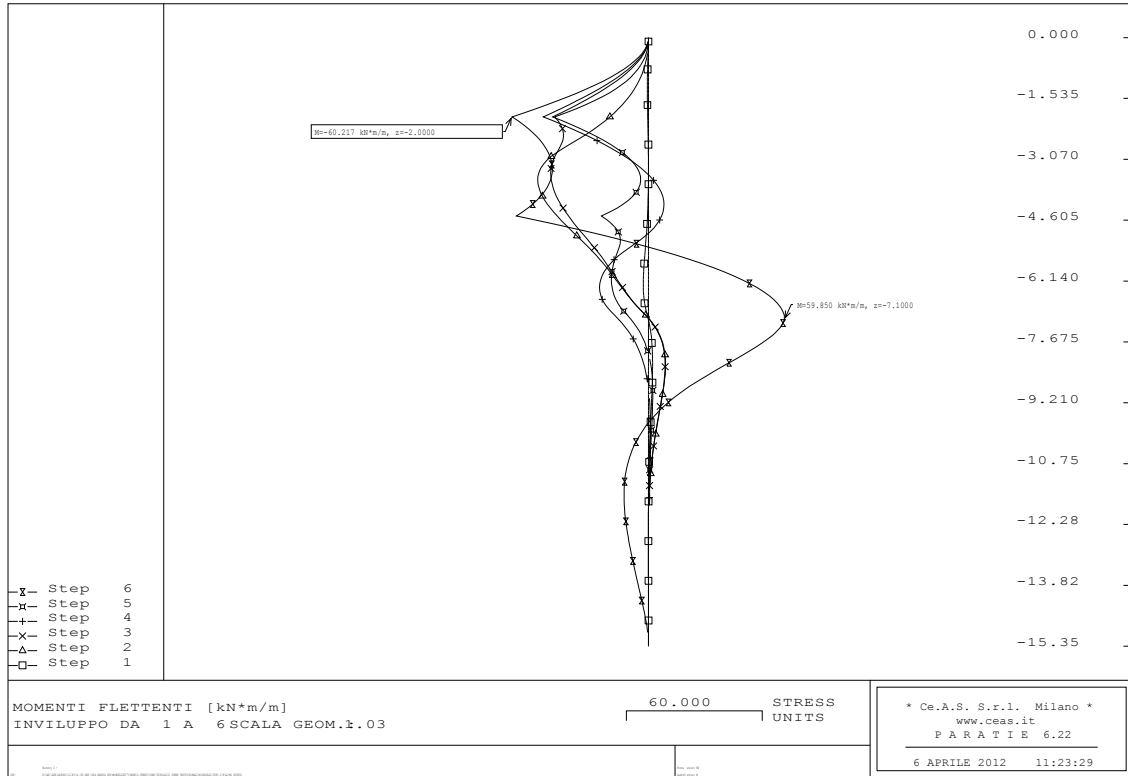 0.000
-1.535
M=-60.217 kN*m/m, z=-2.0000
-3.070
-4.605
-6.140
M=59.850 kN*m/m, z=-7.1000
-7.675
-9.210
-10.75
-12.28
-13.82
-15.35
Step 6
Step 5
Step 4
Step 3
Step 2
Step 1
MOMENTI FLETTENTI [kN*m/m]
INVILUPPO DA 1 A 6 SCALA GEOM.1.03
60.000 STRESS
UNITS
* Ce.A.S. S.r.l. Milano *
www.ceas.it
P A R A T I E 6.22
6 APRILE 2012 11:23:29